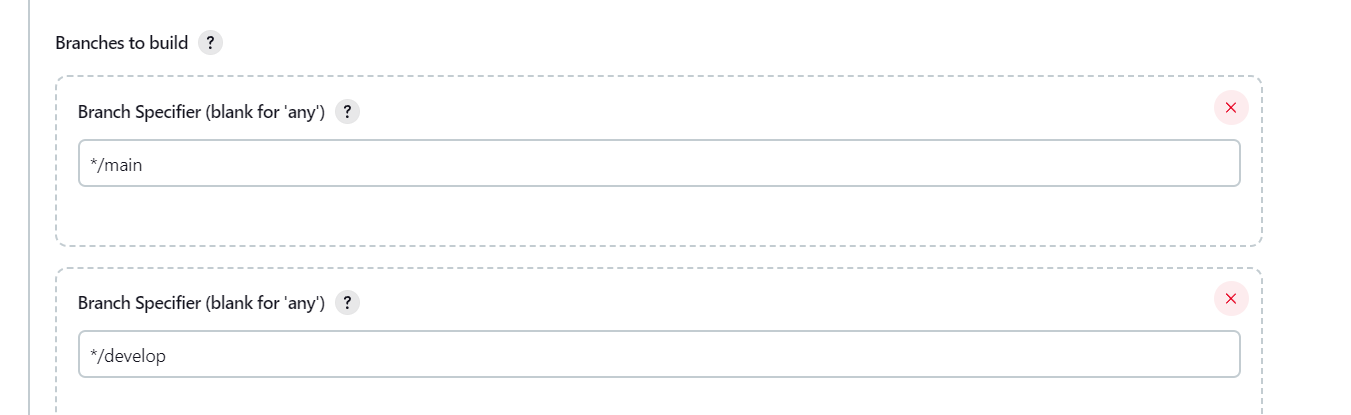 Branches to build ?
Branch Specifier (blank for 'any') ?
*/main
Branch Specifier (blank for 'any') ?
*/develop